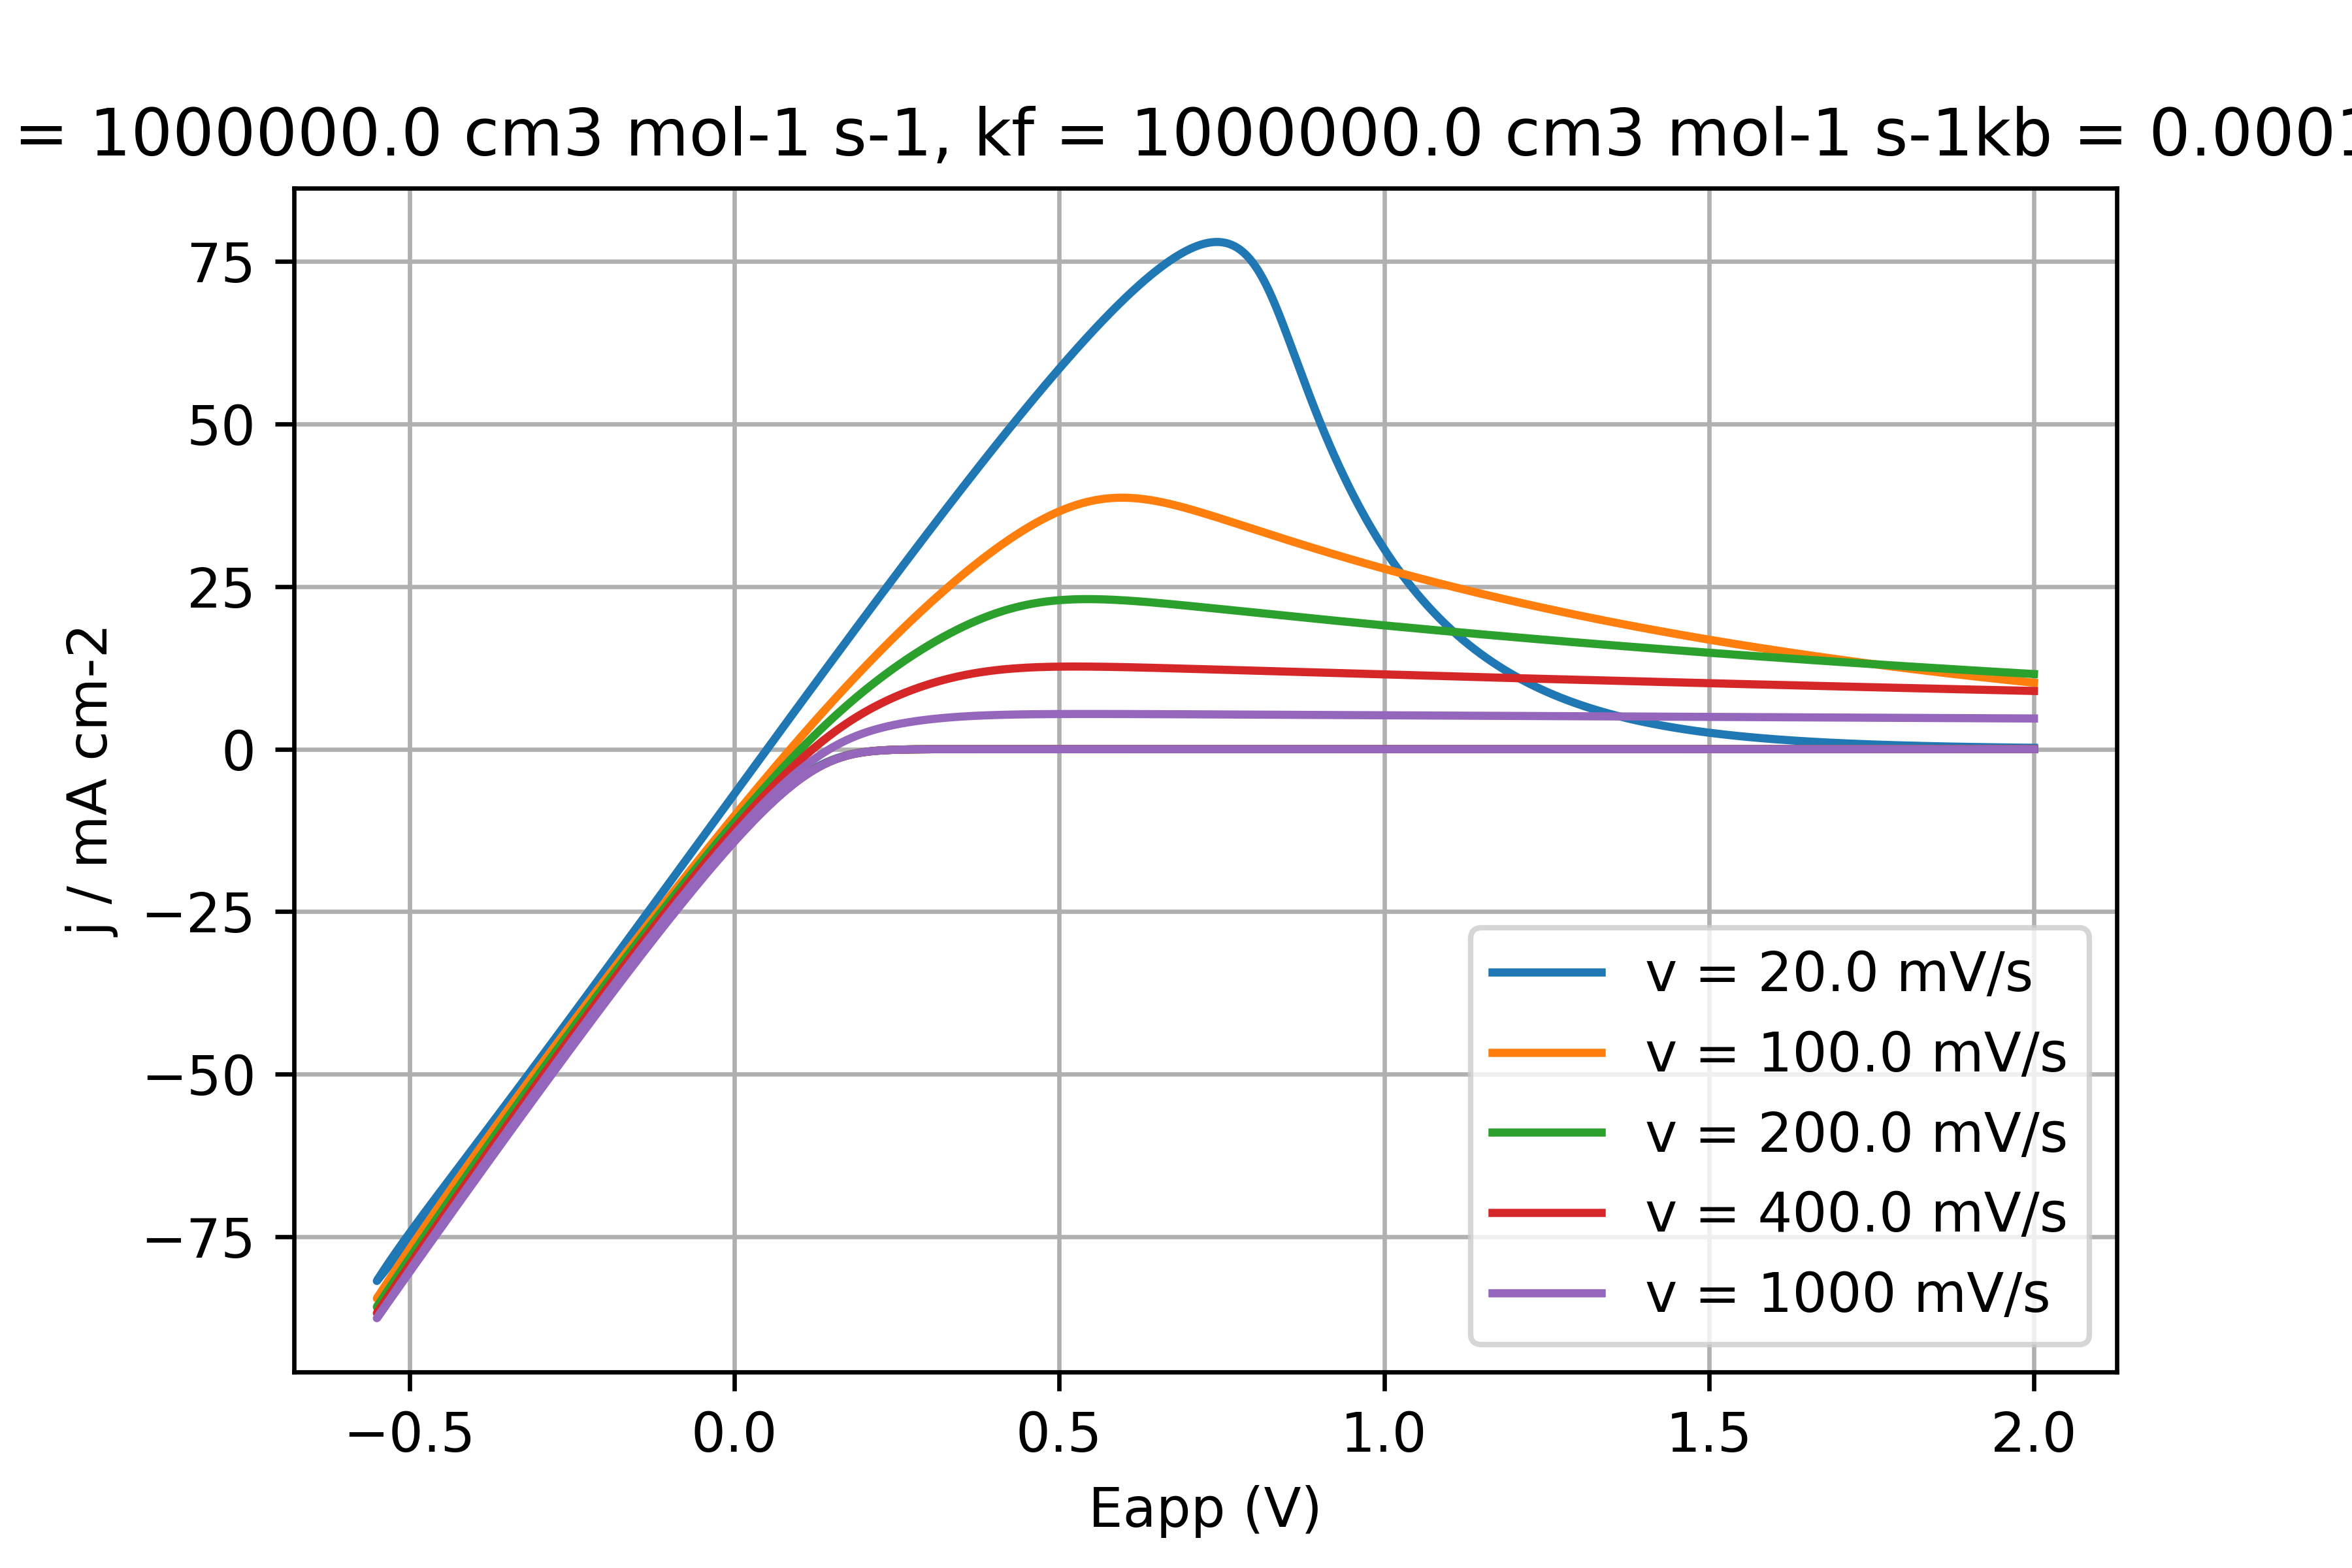 = 1000000.0 cm3 mol-1 s-1, kf = 1000000.0 cm3 mol-1 s-1kb = 0.0001
75
50
25
0
−25
−50
−75
j / mA cm-2
v = 20.0 mV/s
v = 100.0 mV/s
v = 200.0 mV/s
v = 400.0 mV/s
v = 1000 mV/s
−0.5 0.0 0.5 1.0 1.5 2.0
Eapp (V)